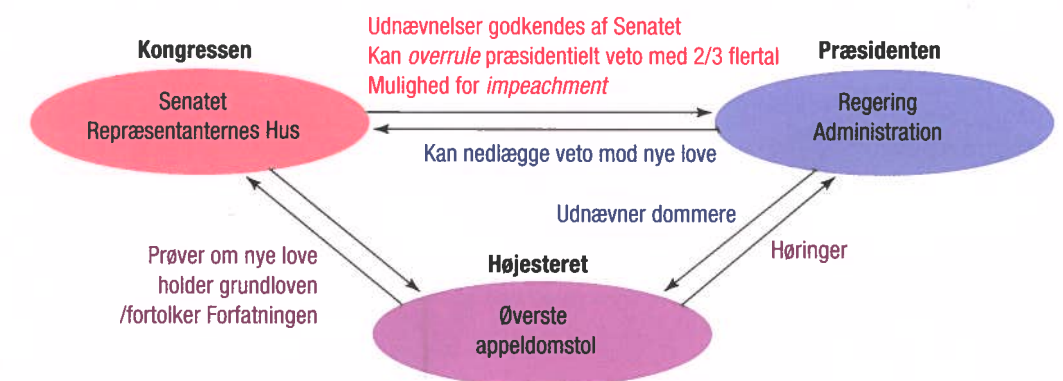 Kongressen
Senatet
Repræsentanternes Hus
Udnævnelser godkendes af Senatet
Kan overrule præsidentielt veto med 2/3 flertal
Mulighed for impeachment
Præsidenten
Regering
Administration
Kan nedlægge veto mod nye love
Udnævner dommere
Høringer
Prøver om nye love
holder grundloven
/fortolker Forfatningen
Højesteret
Øverste
appeldomstol